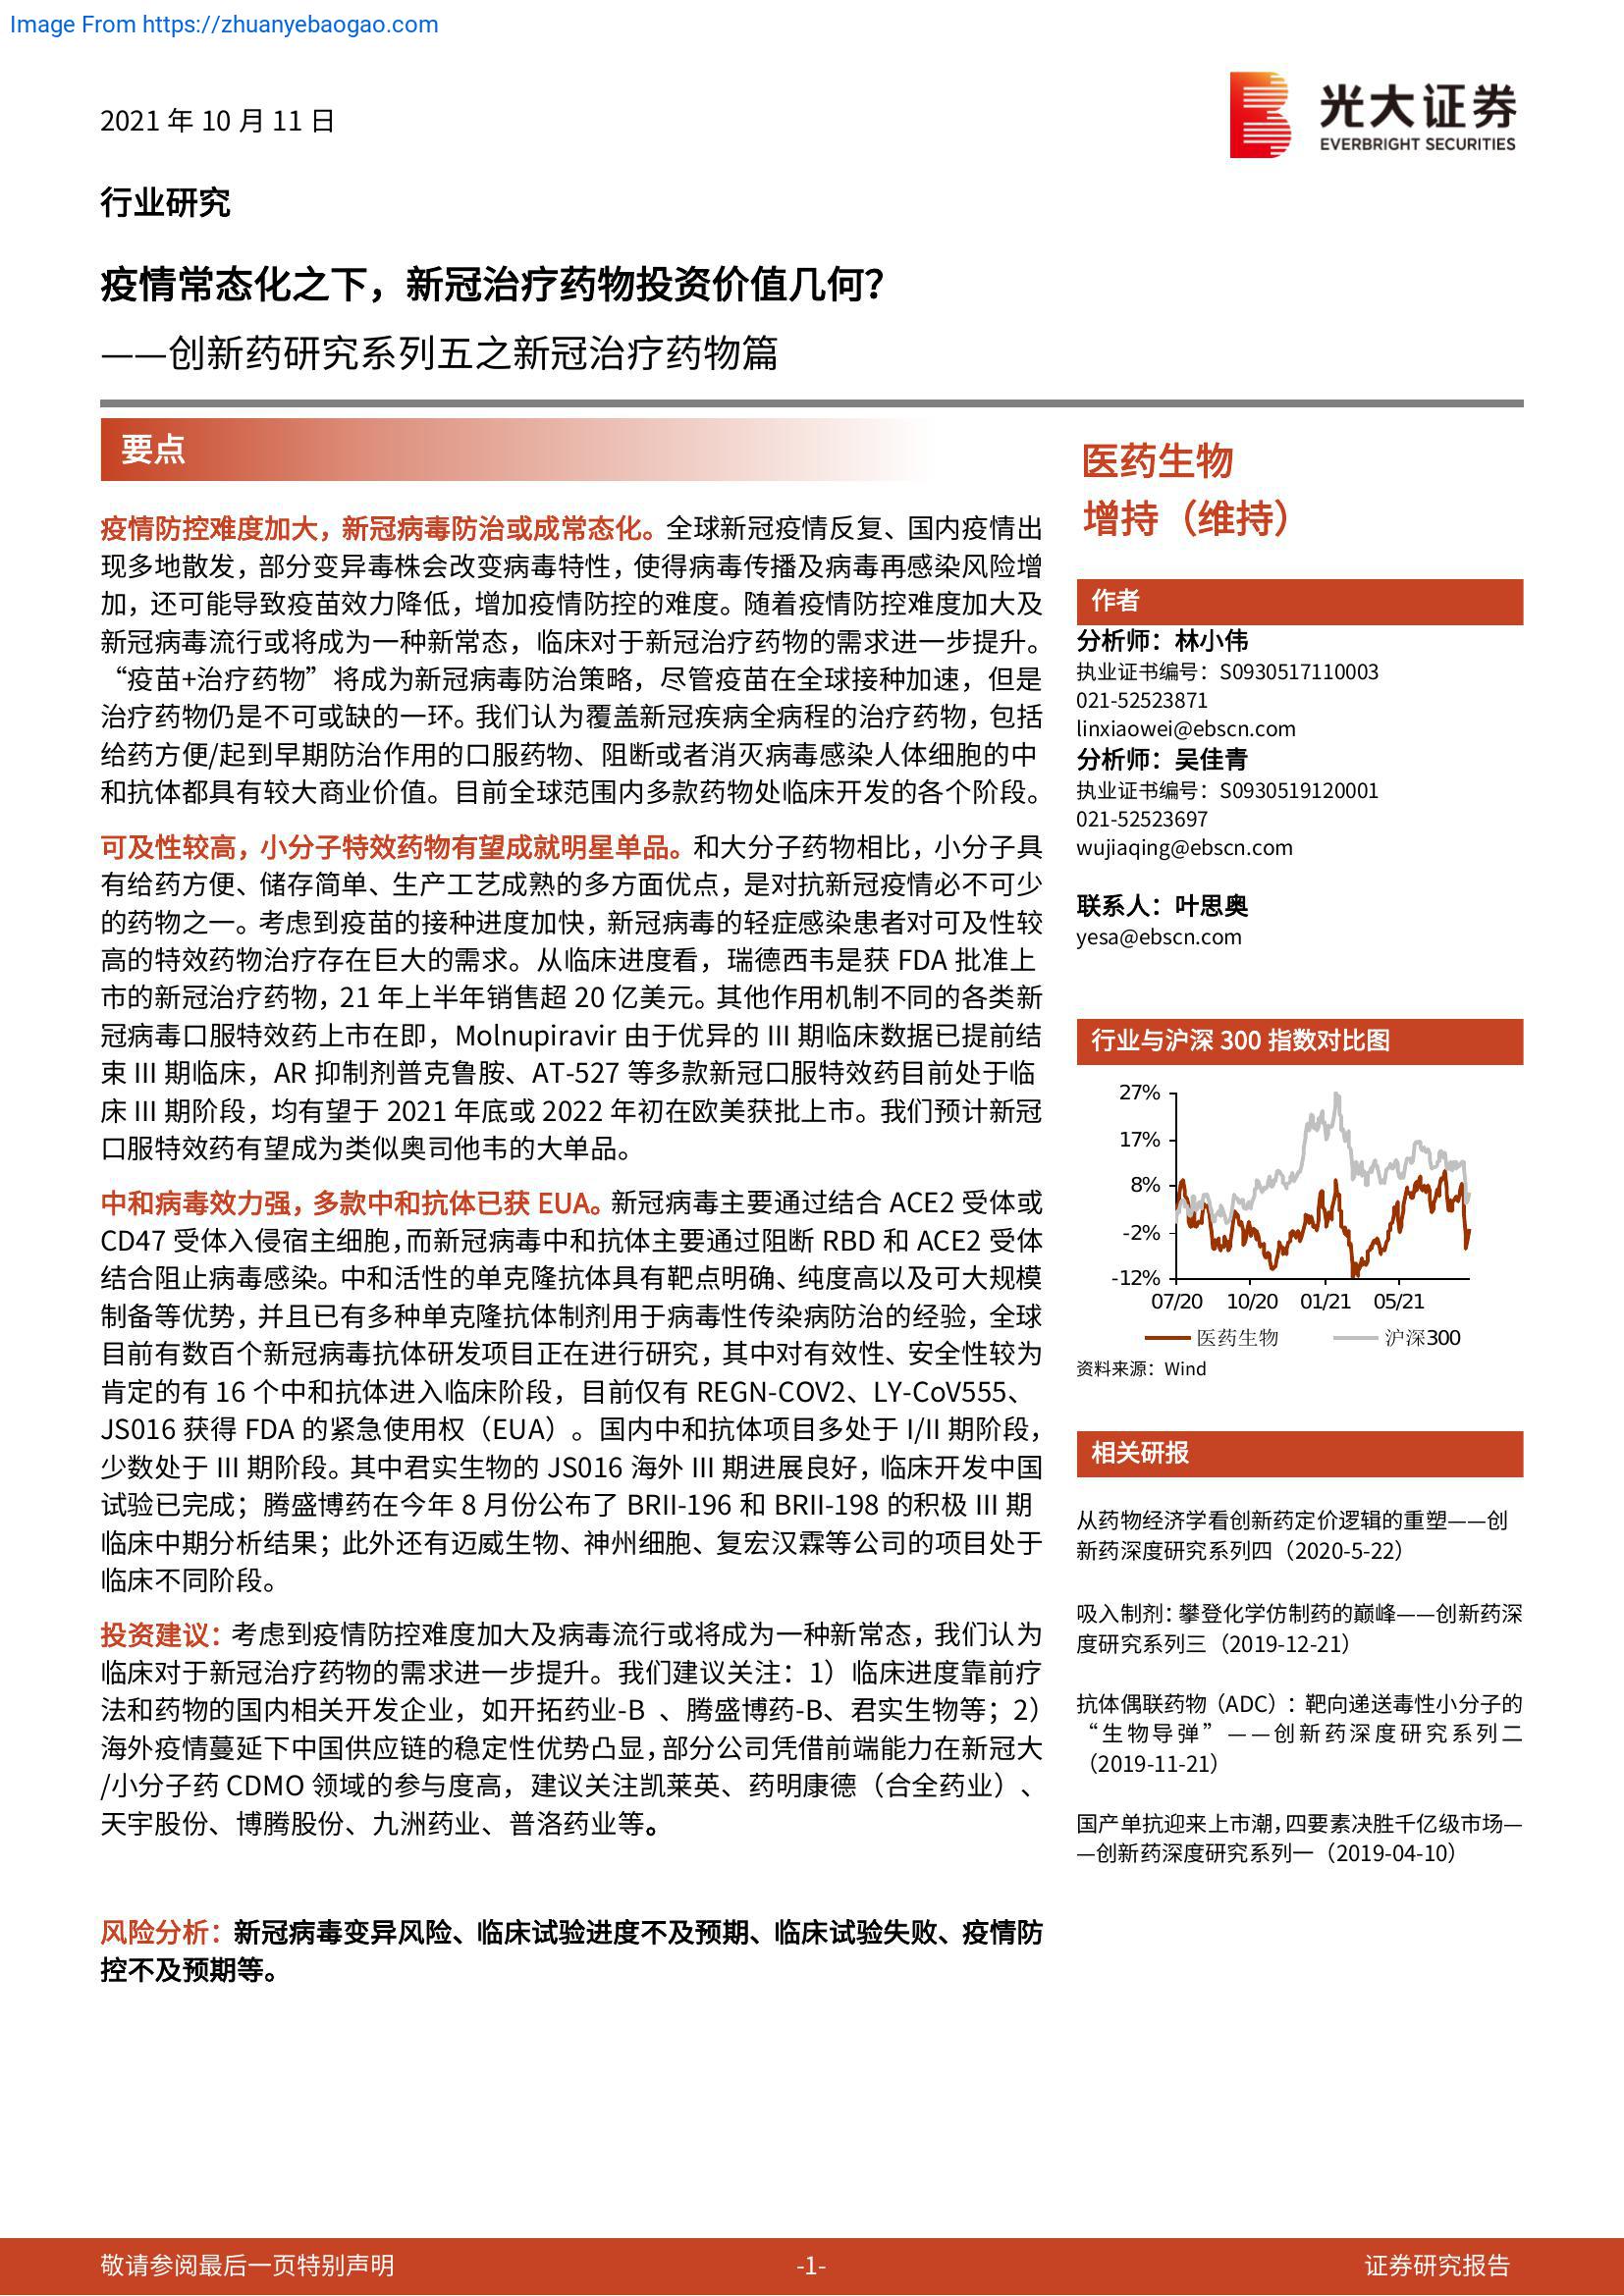 Image From https://zhuanyebaogao.com
2021 年 10 月 11 日
光大证券
EVERBRIGHT SECURITIES
行业研究
疫情常态化之下，新冠治疗药物投资价值几何？
——创新药研究系列五之新冠治疗药物篇
要点
疫情防控难度加大，新冠病毒防治或成常态化。全球新冠疫情反复、国内疫情出
现多地散发，部分变异毒株会改变病毒特性，使得病毒传播及病毒再感染风险增
加，还可能导致疫苗效力降低，增加疫情防控的难度。随着疫情防控难度加大及
新冠病毒流行或将成为一种新常态，临床对于新冠治疗药物的需求进一步提升。
“疫苗+治疗药物”将成为新冠病毒防治策略，尽管疫苗在全球接种加速，但是
治疗药物仍是不可或缺的一环。我们认为覆盖新冠疾病全病程的治疗药物，包括
给药方便/起到早期防治作用的口服药物、阻断或者消灭病毒感染人体细胞的中
和抗体都具有较大商业价值。目前全球范围内多款药物处临床开发的各个阶段。
可及性较高，小分子特效药物有望成就明星单品。和大分子药物相比，小分子具
有给药方便、储存简单、生产工艺成熟的多方面优点，是对抗新冠疫情必不可少
的药物之一。考虑到疫苗的接种进度加快，新冠病毒的轻症感染患者对可及性较
高的特效药物治疗存在巨大的需求。从临床进度看，瑞德西韦是获 FDA 批准上
市的新冠治疗药物，21 年上半年销售超 20 亿美元。其他作用机制不同的各类新
冠病毒口服特效药上市在即，Molnupiravir 由于优异的 III 期临床数据已提前结
束 III 期临床，AR 抑制剂普克鲁胺、AT-527 等多款新冠口服特效药目前处于临
床 III 期阶段，均有望于 2021 年底或 2022 年初在欧美获批上市。我们预计新冠
口服特效药有望成为类似奥司他韦的大单品。
中和病毒效力强，多款中和抗体已获 EUA。新冠病毒主要通过结合 ACE2 受体或
CD47 受体入侵宿主细胞，而新冠病毒中和抗体主要通过阻断 RBD 和 ACE2 受体
结合阻止病毒感染。中和活性的单克隆抗体具有靶点明确、纯度高以及可大规模
制备等优势，并且已有多种单克隆抗体制剂用于病毒性传染病防治的经验，全球
目前有数百个新冠病毒抗体研发项目正在进行研究，其中对有效性、安全性较为
肯定的有 16 个中和抗体进入临床阶段，目前仅有 REGN-COV2、LY-CoV555、
JS016 获得 FDA 的紧急使用权（EUA）。国内中和抗体项目多处于 I/II 期阶段，
少数处于 III 期阶段。其中君实生物的 JS016 海外 III 期进展良好，临床开发中国
试验已完成；腾盛博药在今年 8 月份公布了 BRII-196 和 BRII-198 的积极 III 期
临床中期分析结果；此外还有迈威生物、神州细胞、复宏汉霖等公司的项目处于
临床不同阶段。
投资建议：考虑到疫情防控难度加大及病毒流行或将成为一种新常态，我们认为
临床对于新冠治疗药物的需求进一步提升。我们建议关注：1）临床进度靠前疗
法和药物的国内相关开发企业，如开拓药业-B 、腾盛博药-B、君实生物等；2）
海外疫情蔓延下中国供应链的稳定性优势凸显，部分公司凭借前端能力在新冠大
/小分子药 CDMO 领域的参与度高，建议关注凯莱英、药明康德（合全药业）、
天宇股份、博腾股份、九洲药业、普洛药业等。
风险分析：新冠病毒变异风险、临床试验进度不及预期、临床试验失败、疫情防
控不及预期等。
医药生物
增持（维持）
作者
分析师：林小伟
执业证书编号：S0930517110003
021-52523871
linxiaowei@ebscn.com
分析师：吴佳青
执业证书编号：S0930519120001
021-52523697
wujiaqing@ebscn.com
联系人：叶思奥
yesa@ebscn.com
行业与沪深 300 指数对比图
27%
17%
8%
-2%
-12%
07/20 10/20 01/21 05/21
医药生物 沪深300
资料来源：Wind
相关研报
从药物经济学看创新药定价逻辑的重塑——创
新药深度研究系列四（2020-5-22）
吸入制剂：攀登化学仿制药的巅峰——创新药深
度研究系列三（2019-12-21）
抗体偶联药物（ADC）：靶向递送毒性小分子的
“生物导弹”——创新药深度研究系列二
（2019-11-21）
国产单抗迎来上市潮，四要素决胜千亿级市场—
—创新药深度研究系列一（2019-04-10）
敬请参阅最后一页特别声明 -1- 证券研究报告